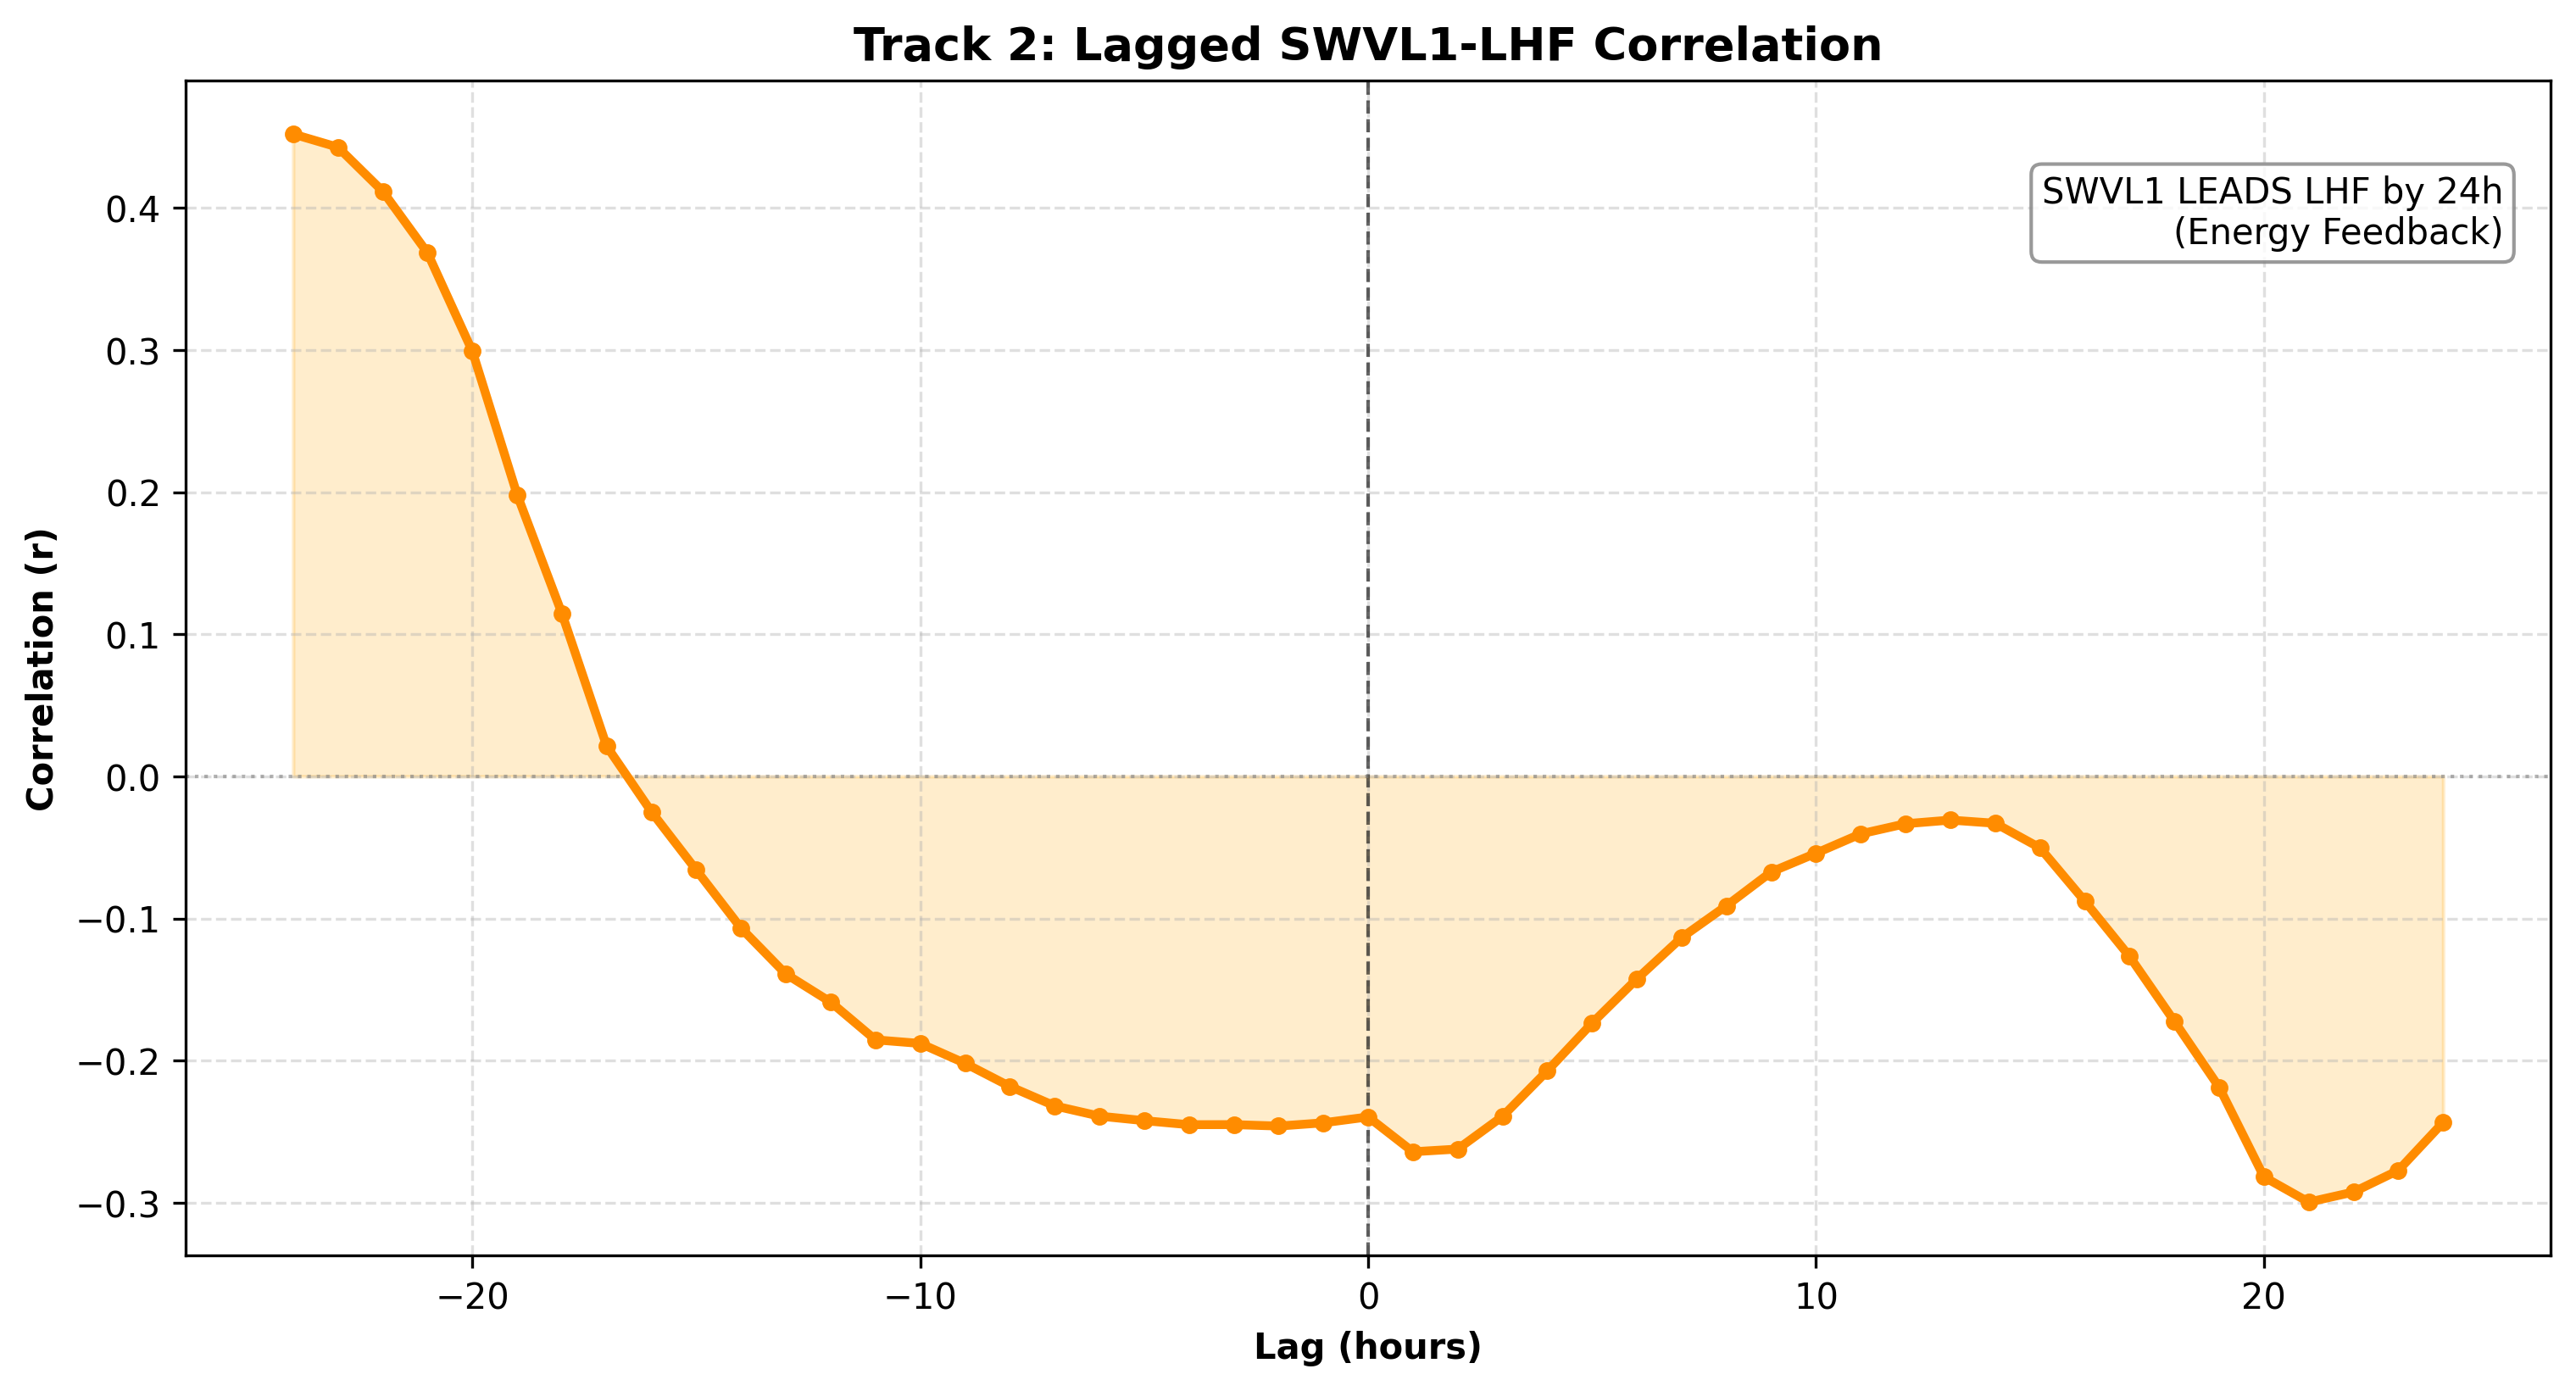 Track 2: Lagged SWVL1-LHF Correlation
SWVL1 LEADS LHF by 24h
(Energy Feedback)
Correlation (r)
0.4
0.3
0.2
0.1
0.0
−0.1
−0.2
−0.3
−20
−10
0
10
20
Lag (hours)